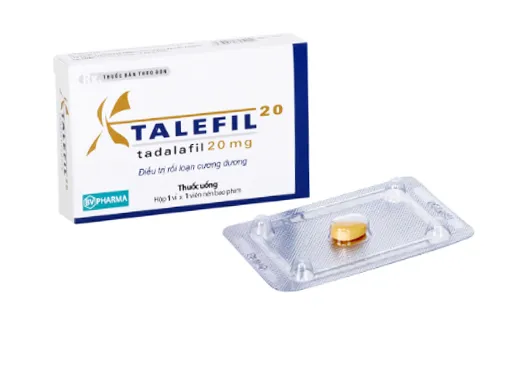 THUỐC BÁN THEO ĐƠN
TALEFIL 20
tadalafil 20 mg
Điều trị rối loạn cương dương
Thuốc uống
Hộp 1 vỉ x 1 viên nén bao phim
BV PHARMA